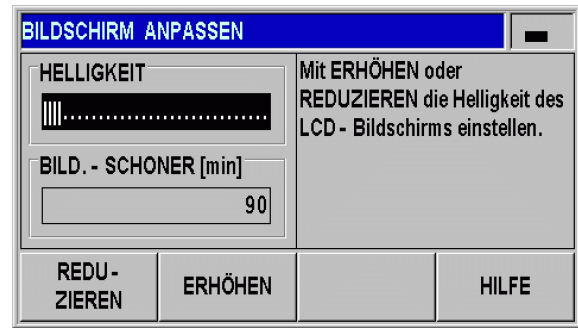 BILDSCHIRM ANPASSEN
HELLIGKEIT
BILD. - SCHONER [min]
90
Mit ERHÖHEN oder
REDUZIEREN die Helligkeit des
LCD - Bildschirms einstellen.
REDU -
ZIEREN
ERHÖHEN
HILFE